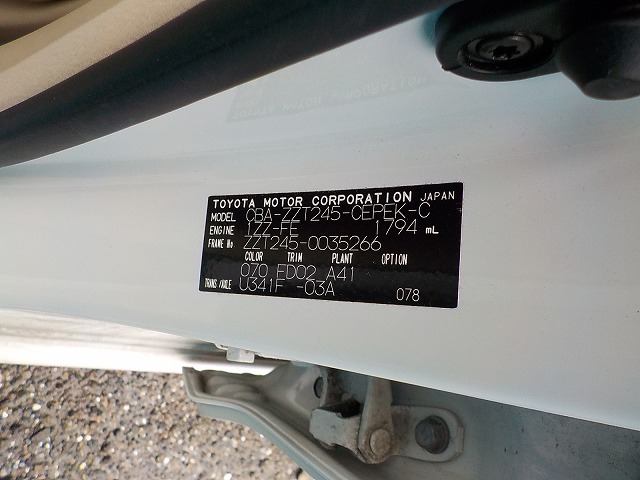 TOYOTA MOTOR CORPORATION JAPAN
MODEL CBA-ZZT245-CEPEK-C
ENGINE 1ZZ-FE 1794 mL
FRAME No. ZZT245-0035266
COLOR TRIM PLANT OPTION
070 FD02 A41
TRANS/AXLE U341F -03A
078